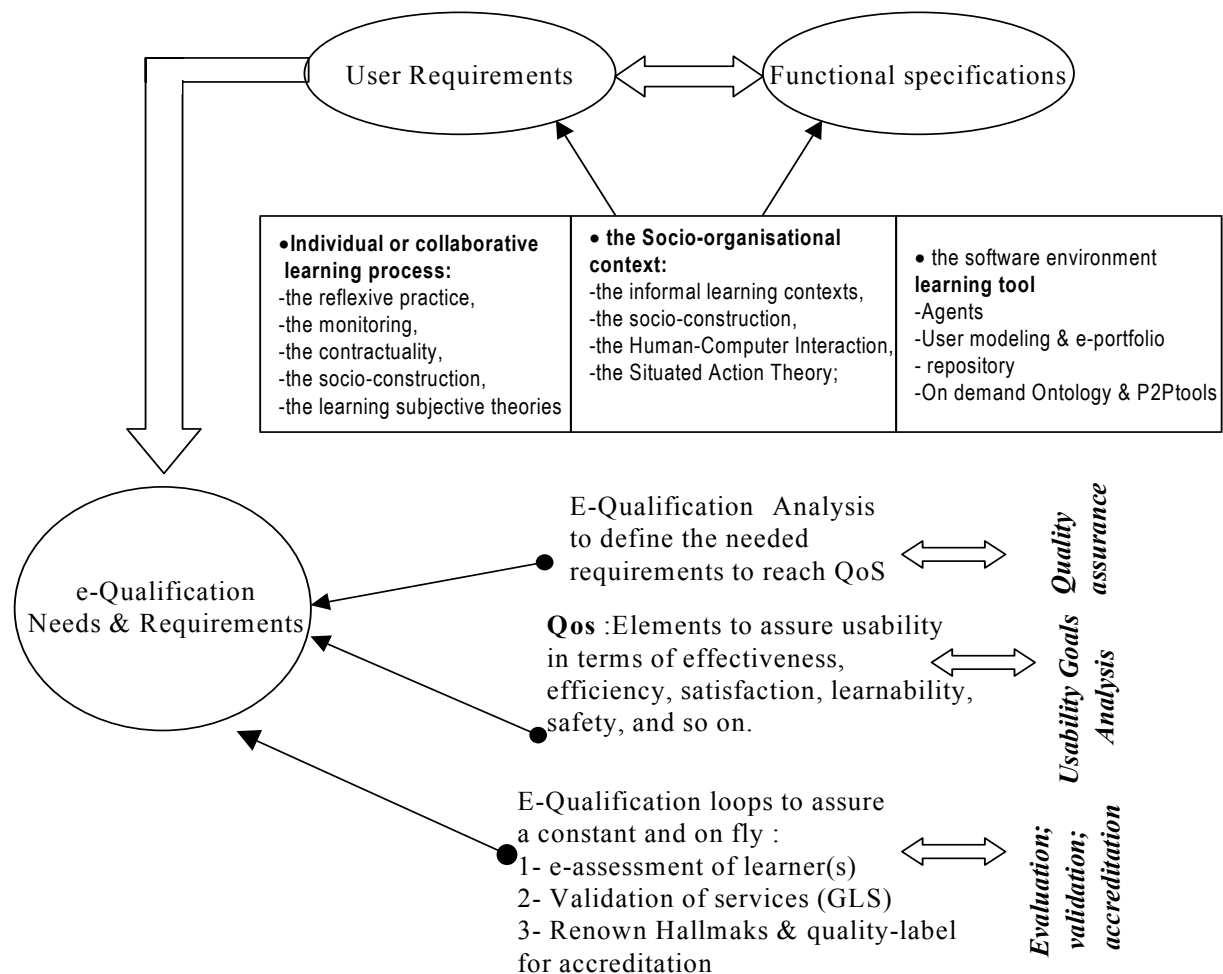 User Requirements
Functional specifications
•Individual or collaborative
learning process:
-the reflexive practice,
-the monitoring,
-the contractuality,
-the socio-construction,
-the learning subjective theories
• the Socio-organisational
context:
-the informal learning contexts,
-the socio-construction,
-the Human-Computer Interaction,
-the Situated Action Theory;
• the software environment
learning tool
-Agents
-User modeling & e-portfolio
- repository
-On demand Ontology & P2Ptools
e-Qualification
Needs & Requirements
E-Qualification Analysis
to define the needed
requirements to reach QoS
Quality
assurance
Qos :Elements to assure usability
in terms of effectiveness,
efficiency, satisfaction, learnability,
safety, and so on.
Usability Goals
Analysis
E-Qualification loops to assure
a constant and on fly :
1- e-assessment of learner(s)
2- Validation of services (GLS)
3- Renown Hallmaks & quality-label
for accreditation
Evaluation;
validation;
accreditation